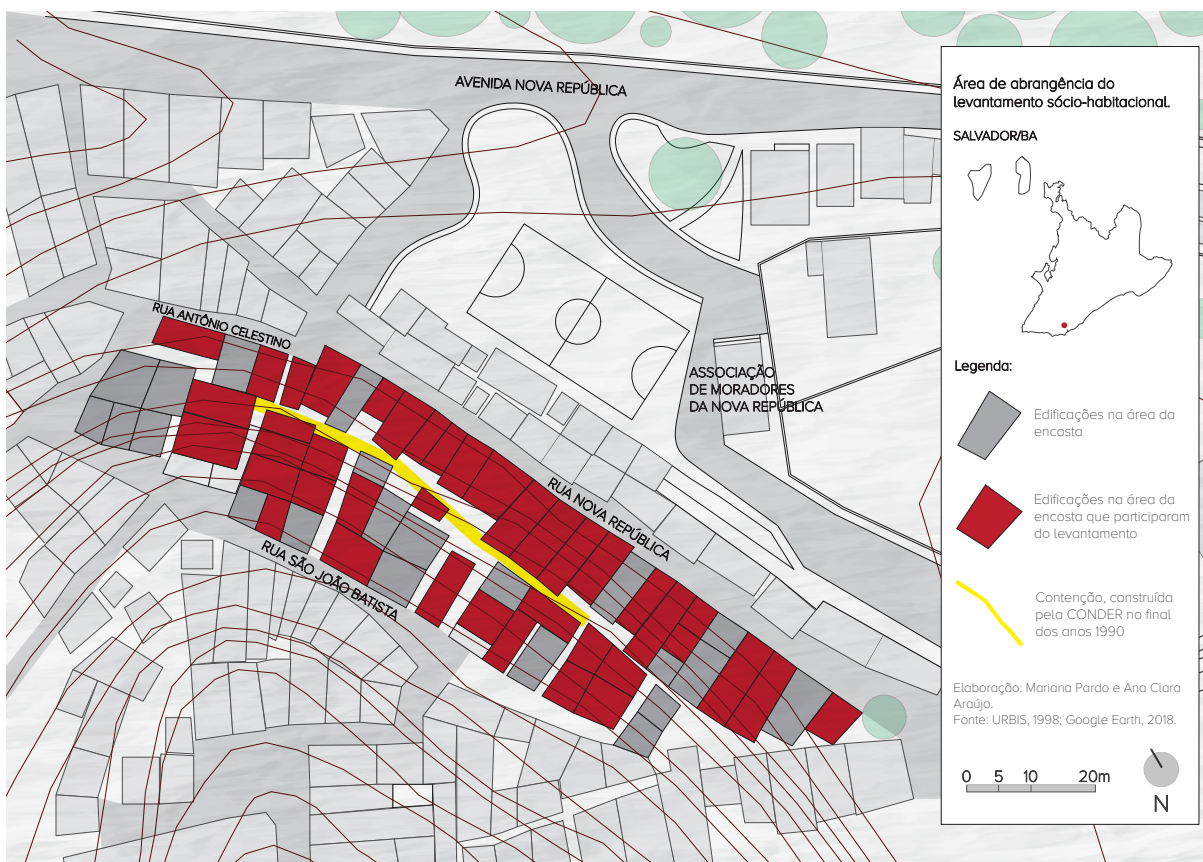 AVENIDA NOVA REPÚBLICA
RUA ANTÔNIO CELESTINO
ASSOCIAÇÃO
DE MORADORES
DA NOVA REPÚBLICA
RUA NOVA REPÚBLICA
RUA SÃO JOÃO BATISTA
Área de abrangência do
levantamento sócio-habitacional.
SALVADOR/BA
Legenda:
Edificações na área da
encosta
Edificações na área da
encosta que participaram
do levantamento
Contenção, construída
pela CONDER no final
dos anos 1990
Elaboração: Mariana Pardo e Ana Clara
Araújo.
Fonte: URBIS, 1998; Google Earth, 2018.
0 5 10 20m
N